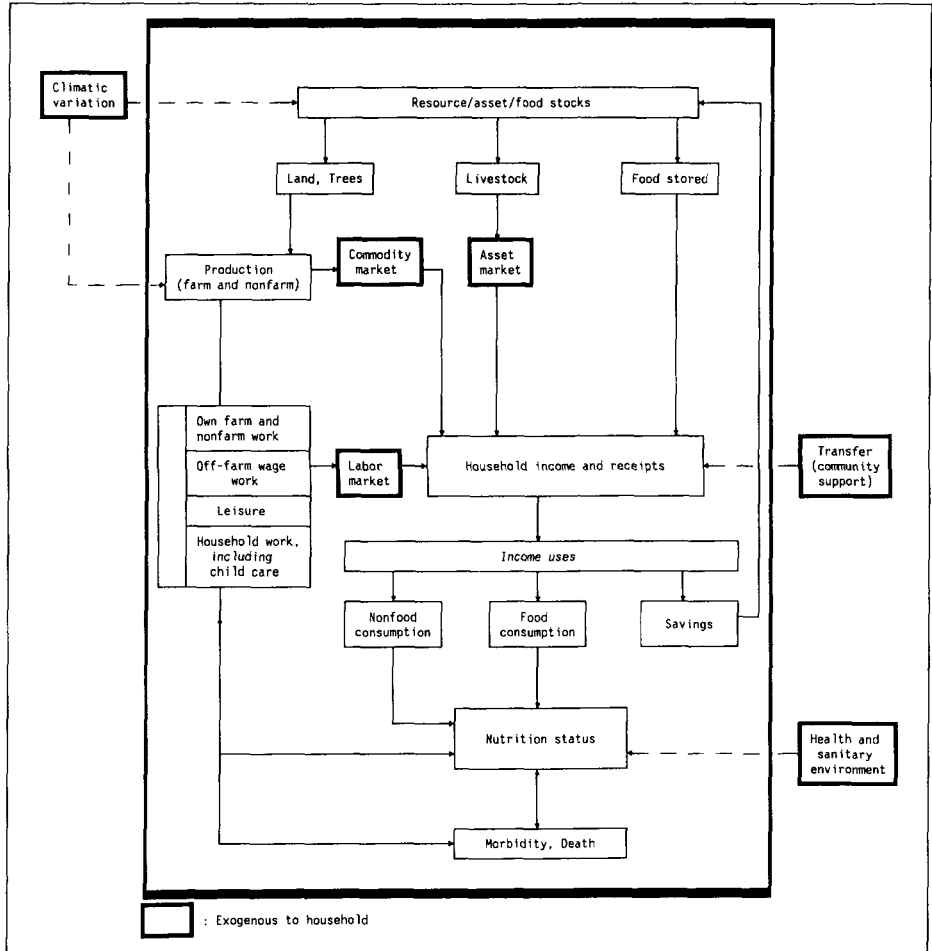 Climatic
variation
Resource/asset/food stocks
Land, Trees
Livestock
Food stored
Production
(farm and nonfarm)
Commodity
market
Asset
market
Own farm and
nonfarm work
Off-farm wage
work
Leisure
Household work,
including
child care
Labor
market
Household income and receipts
Transfer
(community
support)
Income uses
Nonfood
consumption
Food
consumption
Savings
Nutrition status
Health and
sanitary
environment
Morbidity, Death
: Exogenous to household